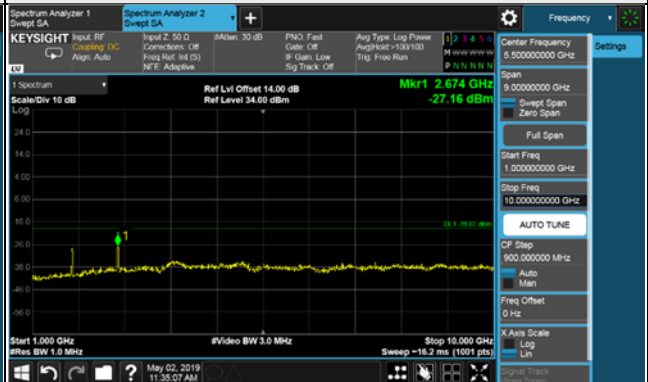 Spectrum Analyzer 1
Swept SA
Spectrum Analyzer 2
Swept SA
+
Frequency
KEYSIGHT
Input: RF
Coupling: DC
Align: Auto
Input Z: 50 Ω
Corrections: Off
Freq Ref: Int (S)
NFE: Adaptive
#Atten: 30 dB
PNO: Fast
Gate: Off
IF Gain: Low
Sig Track: Off
Avg Type: Log Power
Avg|Hold:>100/100
Trig: Free Run
1 2 3 4 5 6
M W W W W W
P N N N N N
LXI
1 Spectrum
Scale/Div 10 dB
Log
Ref Lvl Offset 14.00 dB
Ref Level 34.00 dBm
Mkr1 2.674 GHz
-27.16 dBm
24.0
14.0
4.00
-6.00
-16.0
-26.0
-36.0
-46.0
-56.0
1
Start 1.000 GHz
#Res BW 1.0 MHz
#Video BW 3.0 MHz
Stop 10.000 GHz
Sweep ~16.2 ms (1001 pts)
Center Frequency
5.500000000 GHz
Settings
Span
9.00000000 GHz
Swept Span
Zero Span
Full Span
Start Freq
1.000000000 GHz
Stop Freq
10.000000000 GHz
AUTO TUNE
CF Step
900.000000 MHz
Auto
Man
Freq Offset
0 Hz
X Axis Scale
Log
Lin
Signal Track
?
May 02, 2019
11:35:07 AM